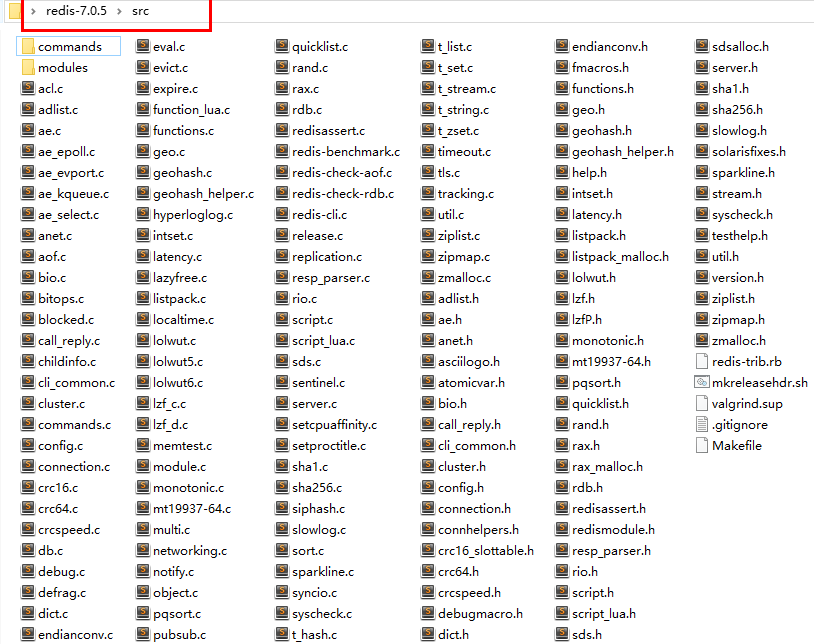 redis-7.0.5 > src
commands
modules
acl.c
adlist.c
ae.c
ae_epoll.c
ae_evport.c
ae_kqueue.c
ae_select.c
anet.c
aof.c
bio.c
bitops.c
blocked.c
call_reply.c
childinfo.c
cli_common.c
cluster.c
commands.c
config.c
connection.c
crc16.c
crc64.c
crcspeed.c
db.c
debug.c
defrag.c
dict.c
endianconv.c
eval.c
evict.c
expire.c
function_lua.c
functions.c
geo.c
geohash.c
geohash_helper.c
hyperloglog.c
intset.c
latency.c
lazyfree.c
listpack.c
localtime.c
lolwut.c
lolwut5.c
lolwut6.c
lzf_c.c
lzf_d.c
memtest.c
module.c
monotonic.c
mt19937-64.c
multi.c
networking.c
notify.c
object.c
pqsort.c
pubsub.c
quicklist.c
rand.c
rax.c
rdb.c
redisassert.c
redis-benchmark.c
redis-check-aof.c
redis-check-rdb.c
redis-cli.c
release.c
replication.c
resp_parser.c
rio.c
script.c
script_lua.c
sds.c
sentinel.c
server.c
setcpuaffinity.c
setproctitle.c
sha1.c
sha256.c
siphash.c
slowlog.c
sort.c
sparkline.c
syncio.c
syscheck.c
t_hash.c
t_list.c
t_set.c
t_stream.c
t_string.c
t_zset.c
timeout.c
tls.c
tracking.c
util.c
ziplist.c
zipmap.c
zmalloc.c
adlist.h
ae.h
anet.h
asciilogo.h
atomicvar.h
bio.h
call_reply.h
cli_common.h
cluster.h
config.h
connection.h
connhelpers.h
crc16_slottable.h
crc64.h
crcspeed.h
debugmacro.h
dict.h
endianconv.h
fmacros.h
functions.h
geo.h
geohash.h
geohash_helper.h
help.h
intset.h
latency.h
listpack.h
listpack_malloc.h
lolwut.h
lzf.h
lzfP.h
monotonic.h
mt19937-64.h
pqsort.h
quicklist.h
rand.h
rax.h
rax_malloc.h
rdb.h
redisassert.h
redismodule.h
resp_parser.h
rio.h
script.h
script_lua.h
sds.h
sdsalloc.h
server.h
sha1.h
sha256.h
slowlog.h
solarisfixes.h
sparkline.h
stream.h
syscheck.h
testhelp.h
util.h
version.h
ziplist.h
zipmap.h
zmalloc.h
redis-trib.rb
mkreleasehdr.sh
valgrind.sup
.gitignore
Makefile